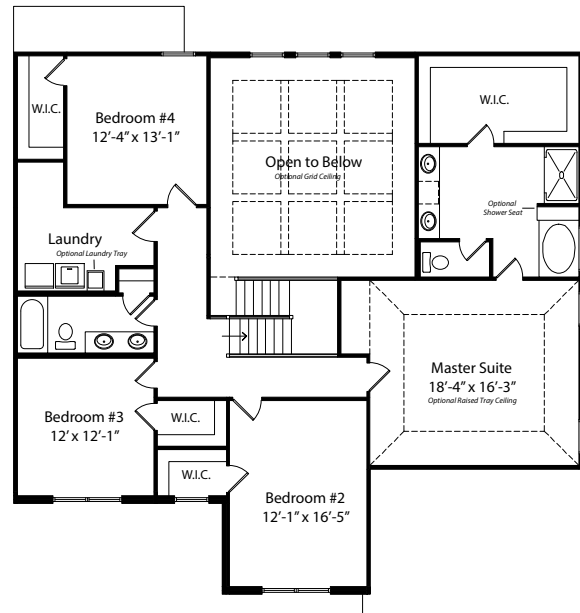 W.I.C.
Bedroom #4
12'-4" x 13'-1"
Open to Below
Optional Grid Ceiling
W.I.C.
Optional
Shower Seat
Laundry
Optional Laundry Tray
Master Suite
18'-4" x 16'-3"
Optional Raised Tray Ceiling
Bedroom #3
12' x 12'-1"
W.I.C.
W.I.C.
Bedroom #2
12'-1" x 16'-5"